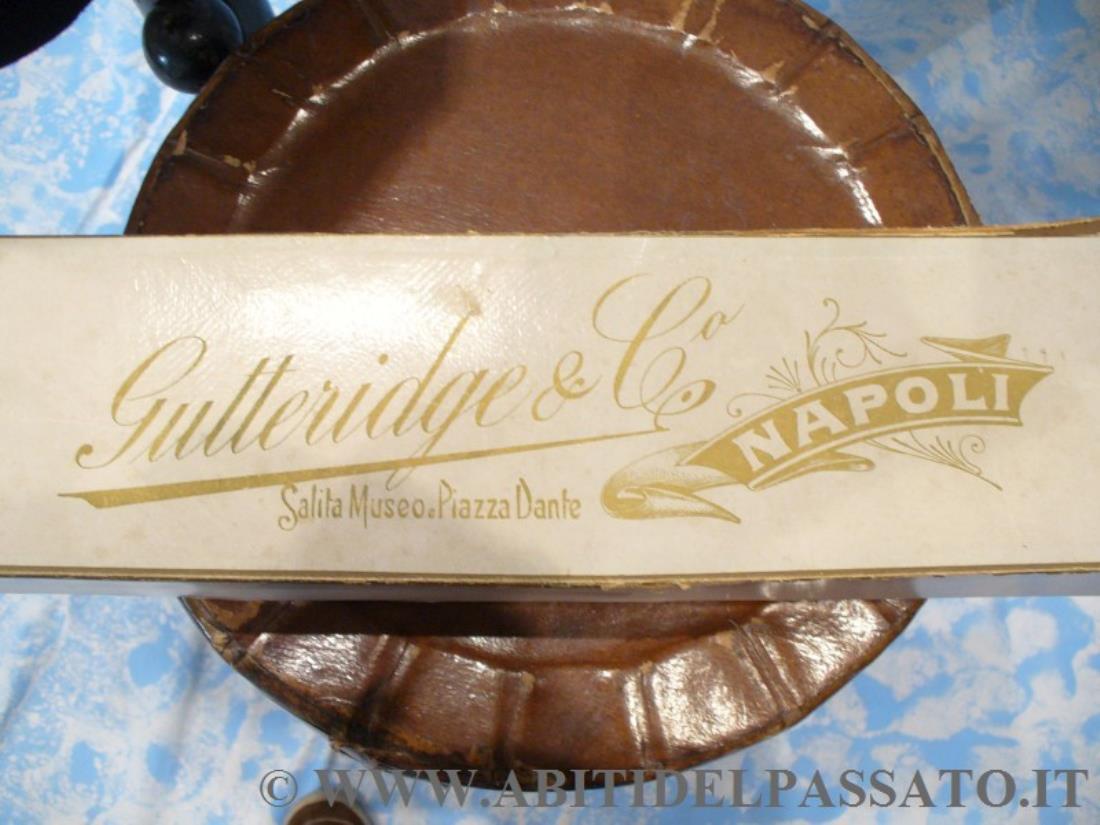 Gutteridge & Co
NAPOLI
Salita Museo. Piazza Dante
© WWW.ABITIDELPASSATO.IT